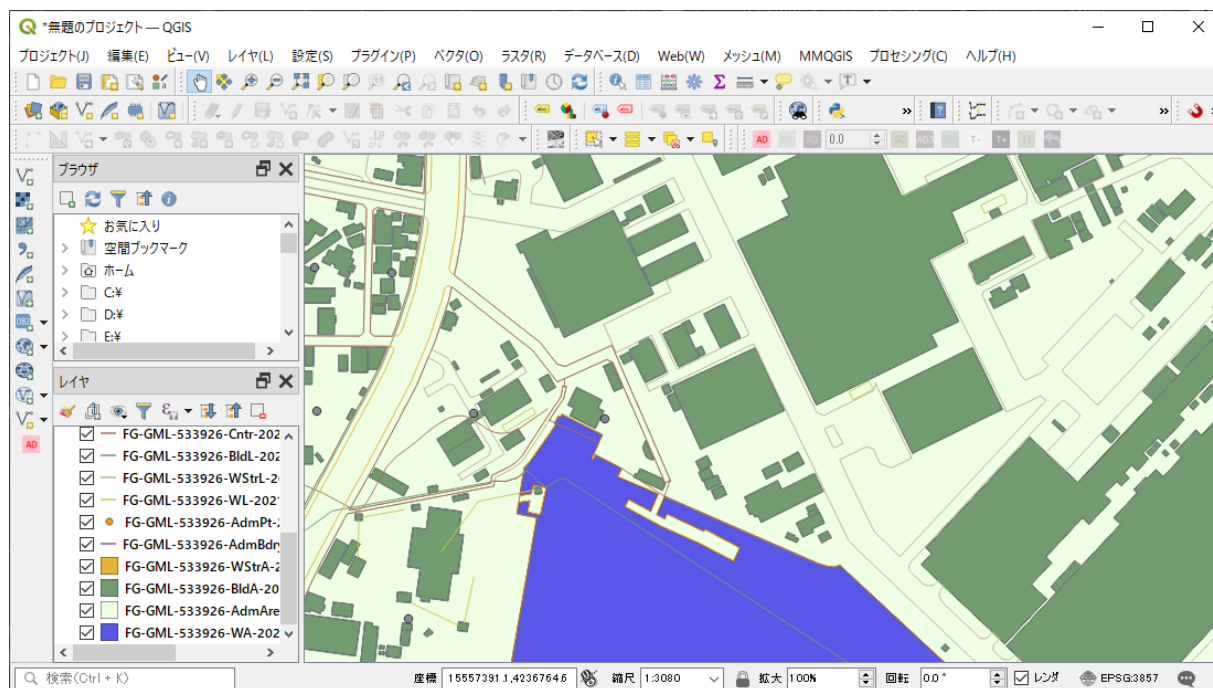 *無題のプロジェクト — QGIS
プロジェクト(J) 編集(E) ビュー(V) レイヤ(L) 設定(S) プラグイン(P) ベクタ(O) ラスタ(R) データベース(D) Web(W) メッシュ(M) MMQGIS プロセシング(C) ヘルプ(H)
AD RD RO 0.0 SC AD2 T- T+
ブラウザ
お気に入り
空間ブックマーク
ホーム
C:¥
D:¥
E:¥
レイヤ
FG-GML-533926-Cntr-202
FG-GML-533926-BldL-202
FG-GML-533926-WStrL-2
FG-GML-533926-WL-202
FG-GML-533926-AdmPt-2
FG-GML-533926-AdmBdr
FG-GML-533926-WStrA-2
FG-GML-533926-BldA-20
FG-GML-533926-AdmAre
FG-GML-533926-WA-202
AD
検索(Ctrl + K) 座標 15557391.1,4236764.6 縮尺 1:3080 拡大 100% 回転 0.0 ° レンダ EPSG:3857